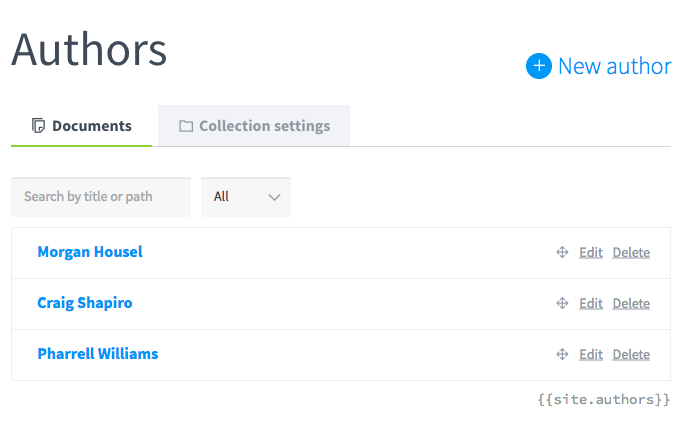 Authors
+ New author
Documents
Collection settings
Search by title or path
All
Morgan Housel Edit Delete
Craig Shapiro Edit Delete
Pharrell Williams Edit Delete
{{site.authors}}